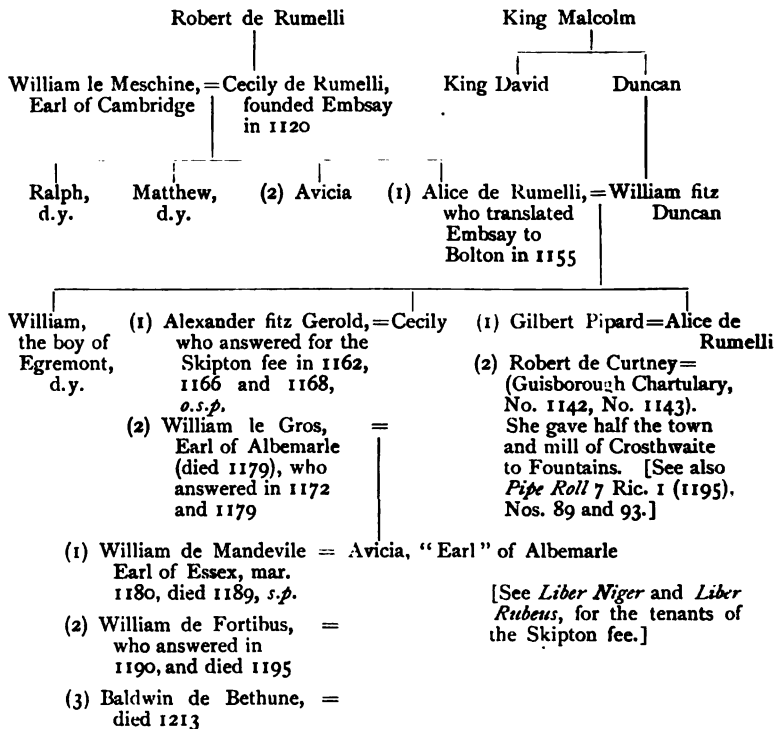 Robert de Rumelli
King Malcolm
William le Meschine, = Cecily de Rumelli,
Earl of Cambridge
founded Embsay
in 1120
King David
Duncan
Ralph,
d.y.
Matthew,
d.y.
(2) Avicia
(1) Alice de Rumelli, = William fitz
who translated
Duncan
Embsay to
Bolton in 1155
William,
the boy of
Egremont,
d.y.
(1) Alexander fitz Gerold, = Cecily
who answered for the
Skipton fee in 1162,
1166 and 1168,
o.s.p.
(2) William le Gros, =
Earl of Albemarle
(died 1179), who
answered in 1172
and 1179
(1) Gilbert Pipard = Alice de
Rumelli
(2) Robert de Curtney =
(Guisborough Chartulary,
No. 1142, No. 1143).
She gave half the town
and mill of Crosthwaite
to Fountains. [See also
Pipe Roll 7 Ric. 1 (1195),
Nos. 89 and 93.]
(1) William de Mandevile = Avicia, "Earl" of Albemarle
Earl of Essex, mar.
1180, died 1189, s.p.
(2) William de Fortibus, =
who answered in
1190, and died 1195
(3) Baldwin de Bethune, =
died 1213
[See Liber Niger and Liber
Rubeus, for the tenants of
the Skipton fee.]